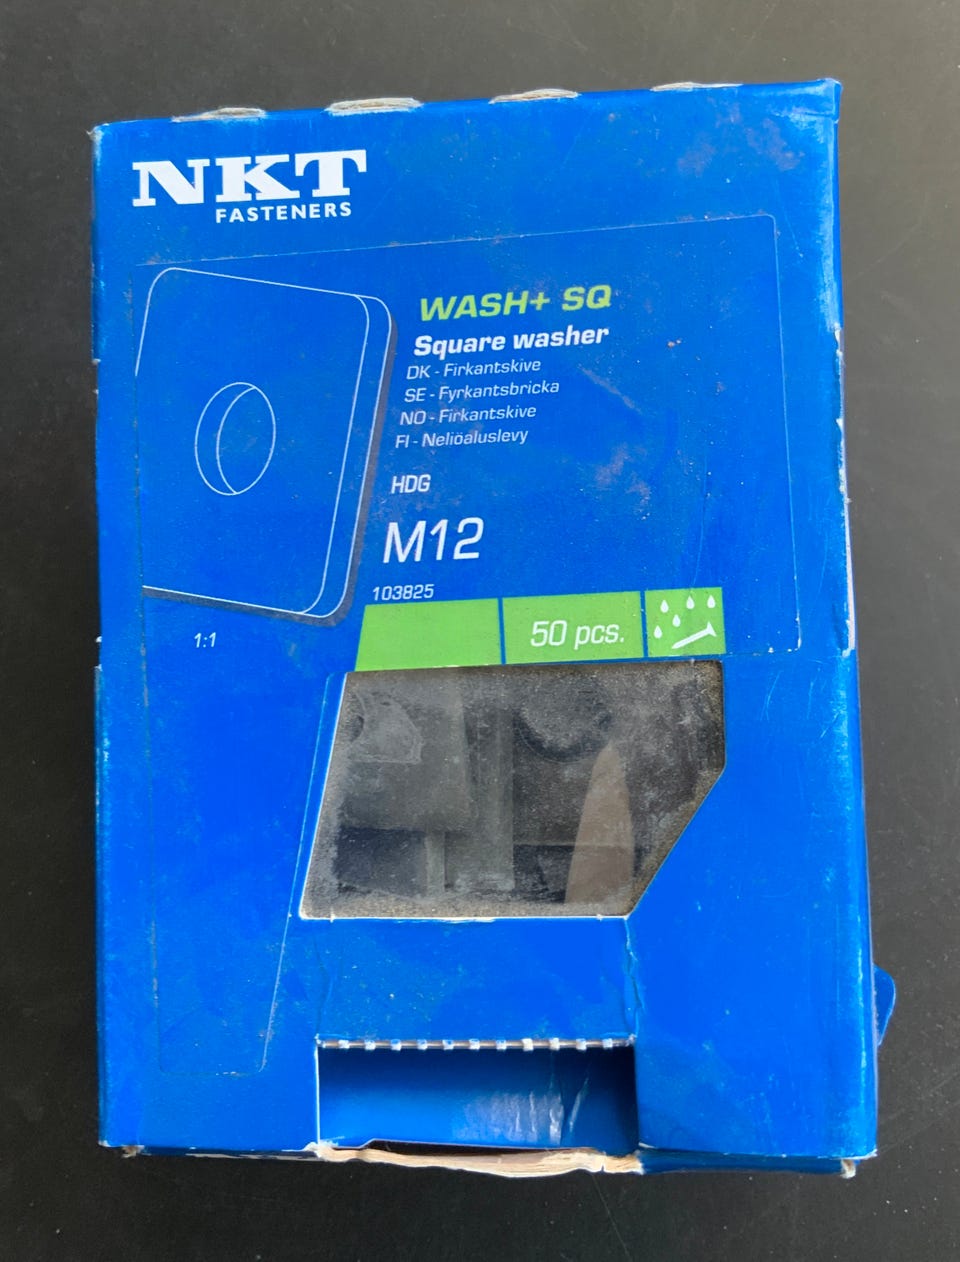 NKT
FASTENERS
WASH+ SQ
Square washer
DK - Firkantskive
SE - Fyrkantsbricka
NO - Firkantskive
FI - Neliöaluslevy
HDG
M12
103825
50 pcs.
1:1